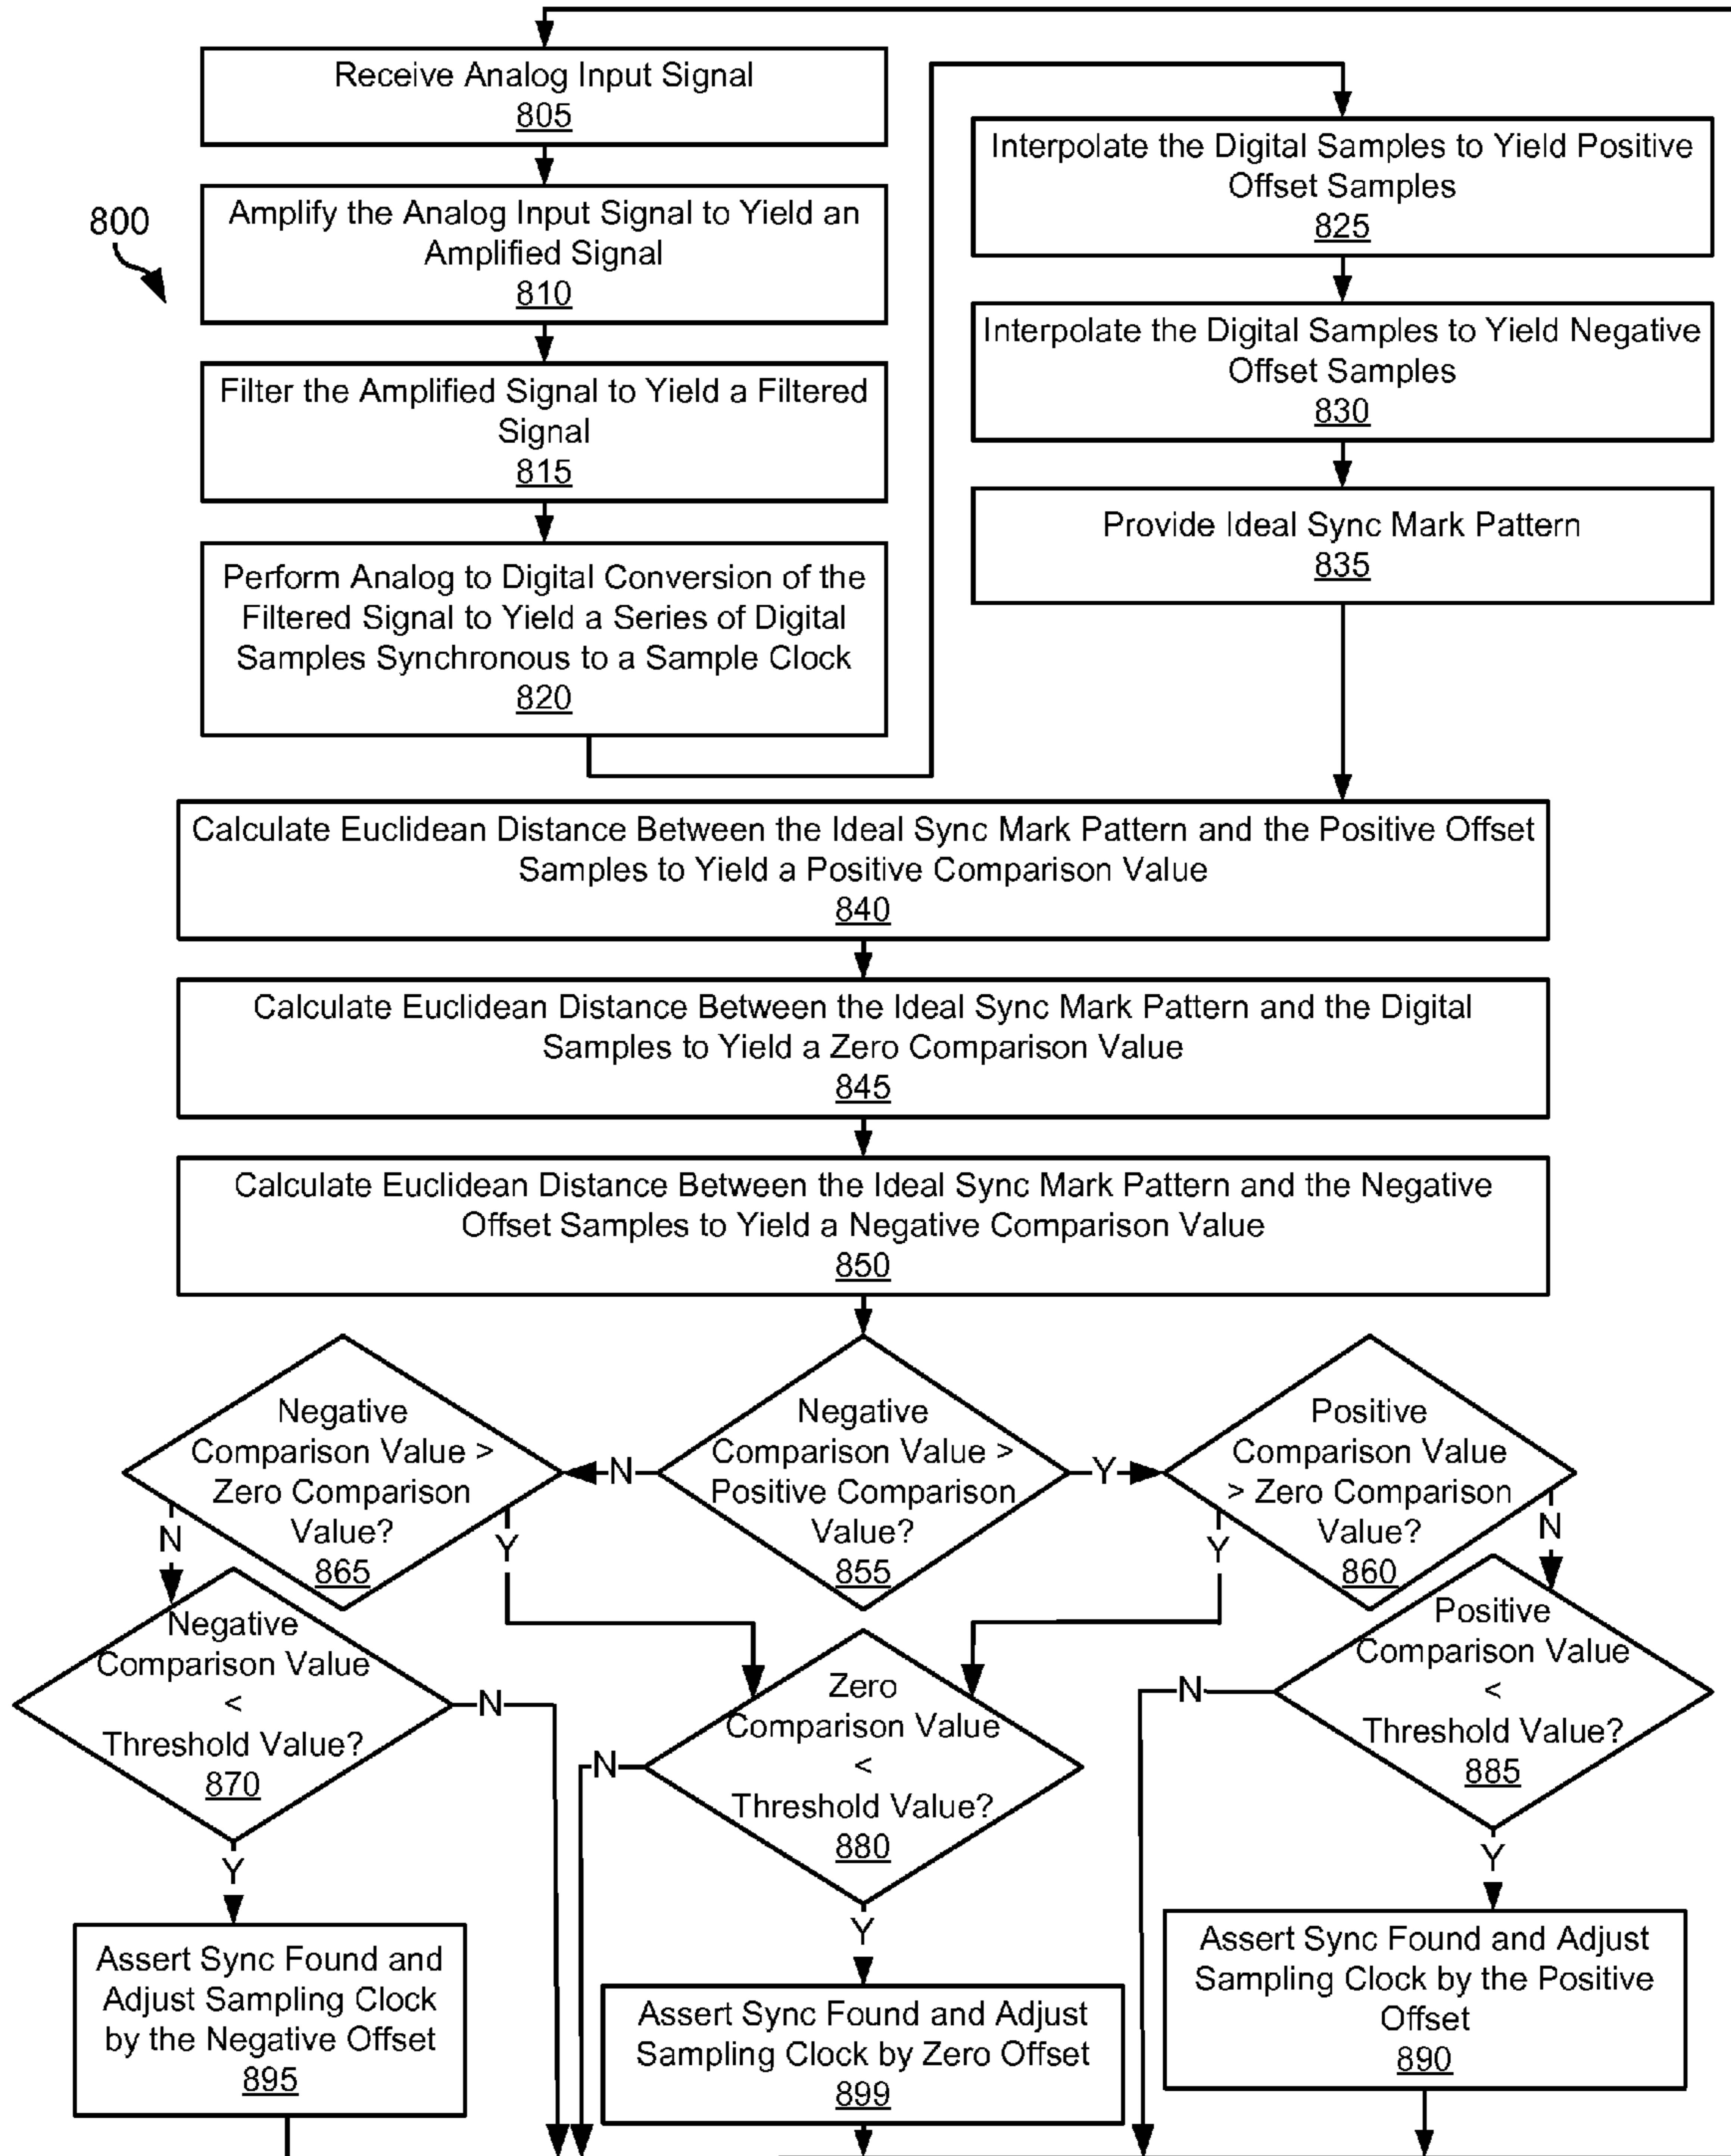 Receive Analog Input Signal
805
800
Amplify the Analog Input Signal to Yield an
Amplified Signal
810
Filter the Amplified Signal to Yield a Filtered
Signal
815
Perform Analog to Digital Conversion of the
Filtered Signal to Yield a Series of Digital
Samples Synchronous to a Sample Clock
820
Interpolate the Digital Samples to Yield Positive
Offset Samples
825
Interpolate the Digital Samples to Yield Negative
Offset Samples
830
Provide Ideal Sync Mark Pattern
835
Calculate Euclidean Distance Between the Ideal Sync Mark Pattern and the Positive Offset
Samples to Yield a Positive Comparison Value
840
Calculate Euclidean Distance Between the Ideal Sync Mark Pattern and the Digital
Samples to Yield a Zero Comparison Value
845
Calculate Euclidean Distance Between the Ideal Sync Mark Pattern and the Negative
Offset Samples to Yield a Negative Comparison Value
850
Negative
Comparison Value >
Zero Comparison
Value?
865
N
Negative
Comparison Value >
Positive Comparison
Value?
855
Y
Positive
Comparison Value
> Zero Comparison
Value?
860
N
Y
Y
N
Negative
Comparison Value
<
Threshold Value?
870
N
Zero
Comparison Value
<
Threshold Value?
880
N
Positive
Comparison Value
<
Threshold Value?
885
N
Y
Y
Y
Assert Sync Found and
Adjust Sampling Clock
by the Negative Offset
895
Assert Sync Found and Adjust
Sampling Clock by Zero Offset
899
Assert Sync Found and Adjust
Sampling Clock by the Positive
Offset
890